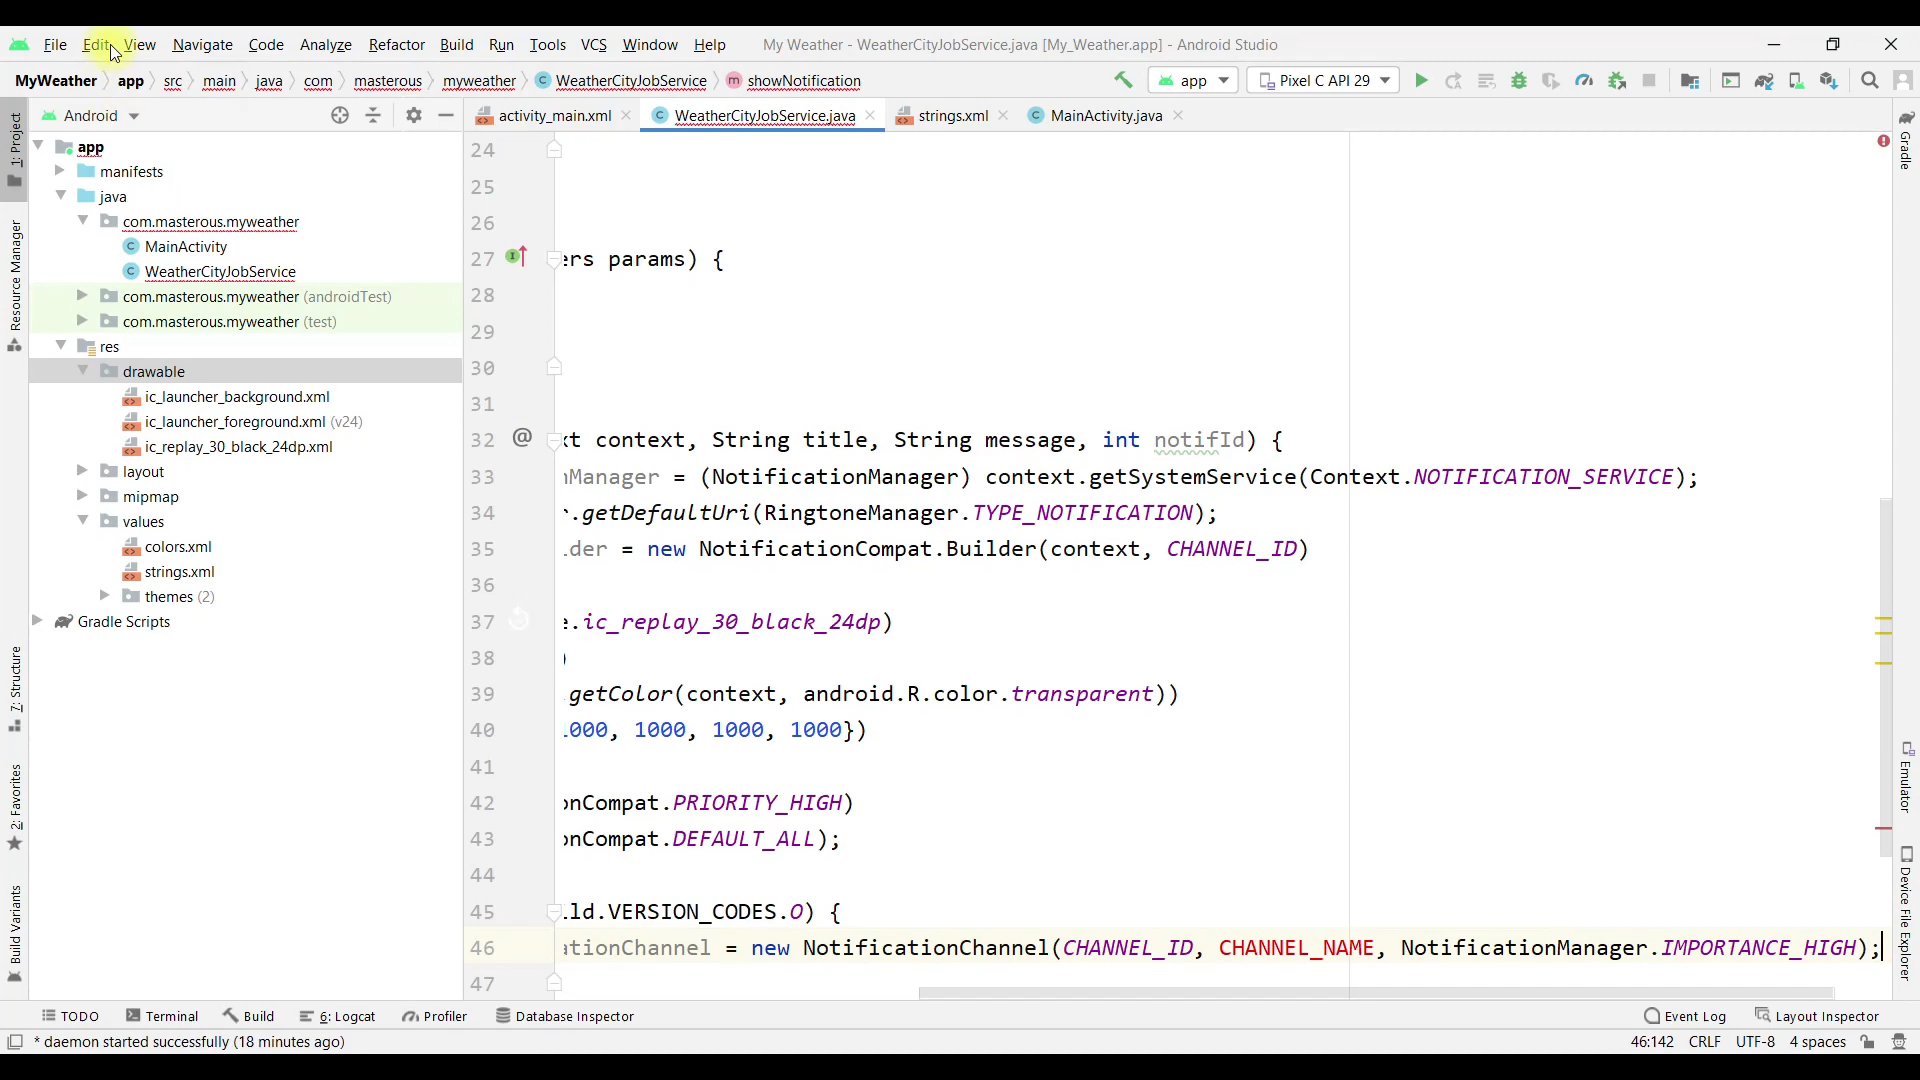 File Edit View Navigate Code Analyze Refactor Build Run Tools VCS Window Help My Weather - WeatherCityJobService.java [My_Weather.app] - Android Studio
MyWeather app src main java com masterous myweather C WeatherCityJobService m showNotification app Pixel C API 29
Android
activity_main.xml C WeatherCityJobService.java strings.xml C MainActivity.java
1: Project
Resource Manager
7: Structure
2: Favorites
Build Variants
app
manifests
java
com.masterous.myweather
C MainActivity
C WeatherCityJobService
com.masterous.myweather (androidTest)
com.masterous.myweather (test)
res
drawable
ic_launcher_background.xml
ic_launcher_foreground.xml (v24)
ic_replay_30_black_24dp.xml
layout
mipmap
values
colors.xml
strings.xml
themes (2)
Gradle Scripts
24
25
26
27 ers params) {
28
29
30
31
32 @ xt context, String title, String message, int notifId) {
33 Manager = (NotificationManager) context.getSystemService(Context.NOTIFICATION_SERVICE);
34 r.getDefaultUri(RingtoneManager.TYPE_NOTIFICATION);
35 lder = new NotificationCompat.Builder(context, CHANNEL_ID)
36
37 e.ic_replay_30_black_24dp)
38 )
39 .getColor(context, android.R.color.transparent))
40 1000, 1000, 1000, 1000})
41
42 onCompat.PRIORITY_HIGH)
43 onCompat.DEFAULT_ALL);
44
45 ild.VERSION_CODES.O) {
46 ationChannel = new NotificationChannel(CHANNEL_ID, CHANNEL_NAME, NotificationManager.IMPORTANCE_HIGH);
47
Gradle
Emulator
Device File Explorer
TODO Terminal Build 6: Logcat Profiler Database Inspector Event Log Layout Inspector
* daemon started successfully (18 minutes ago) 46:142 CRLF UTF-8 4 spaces